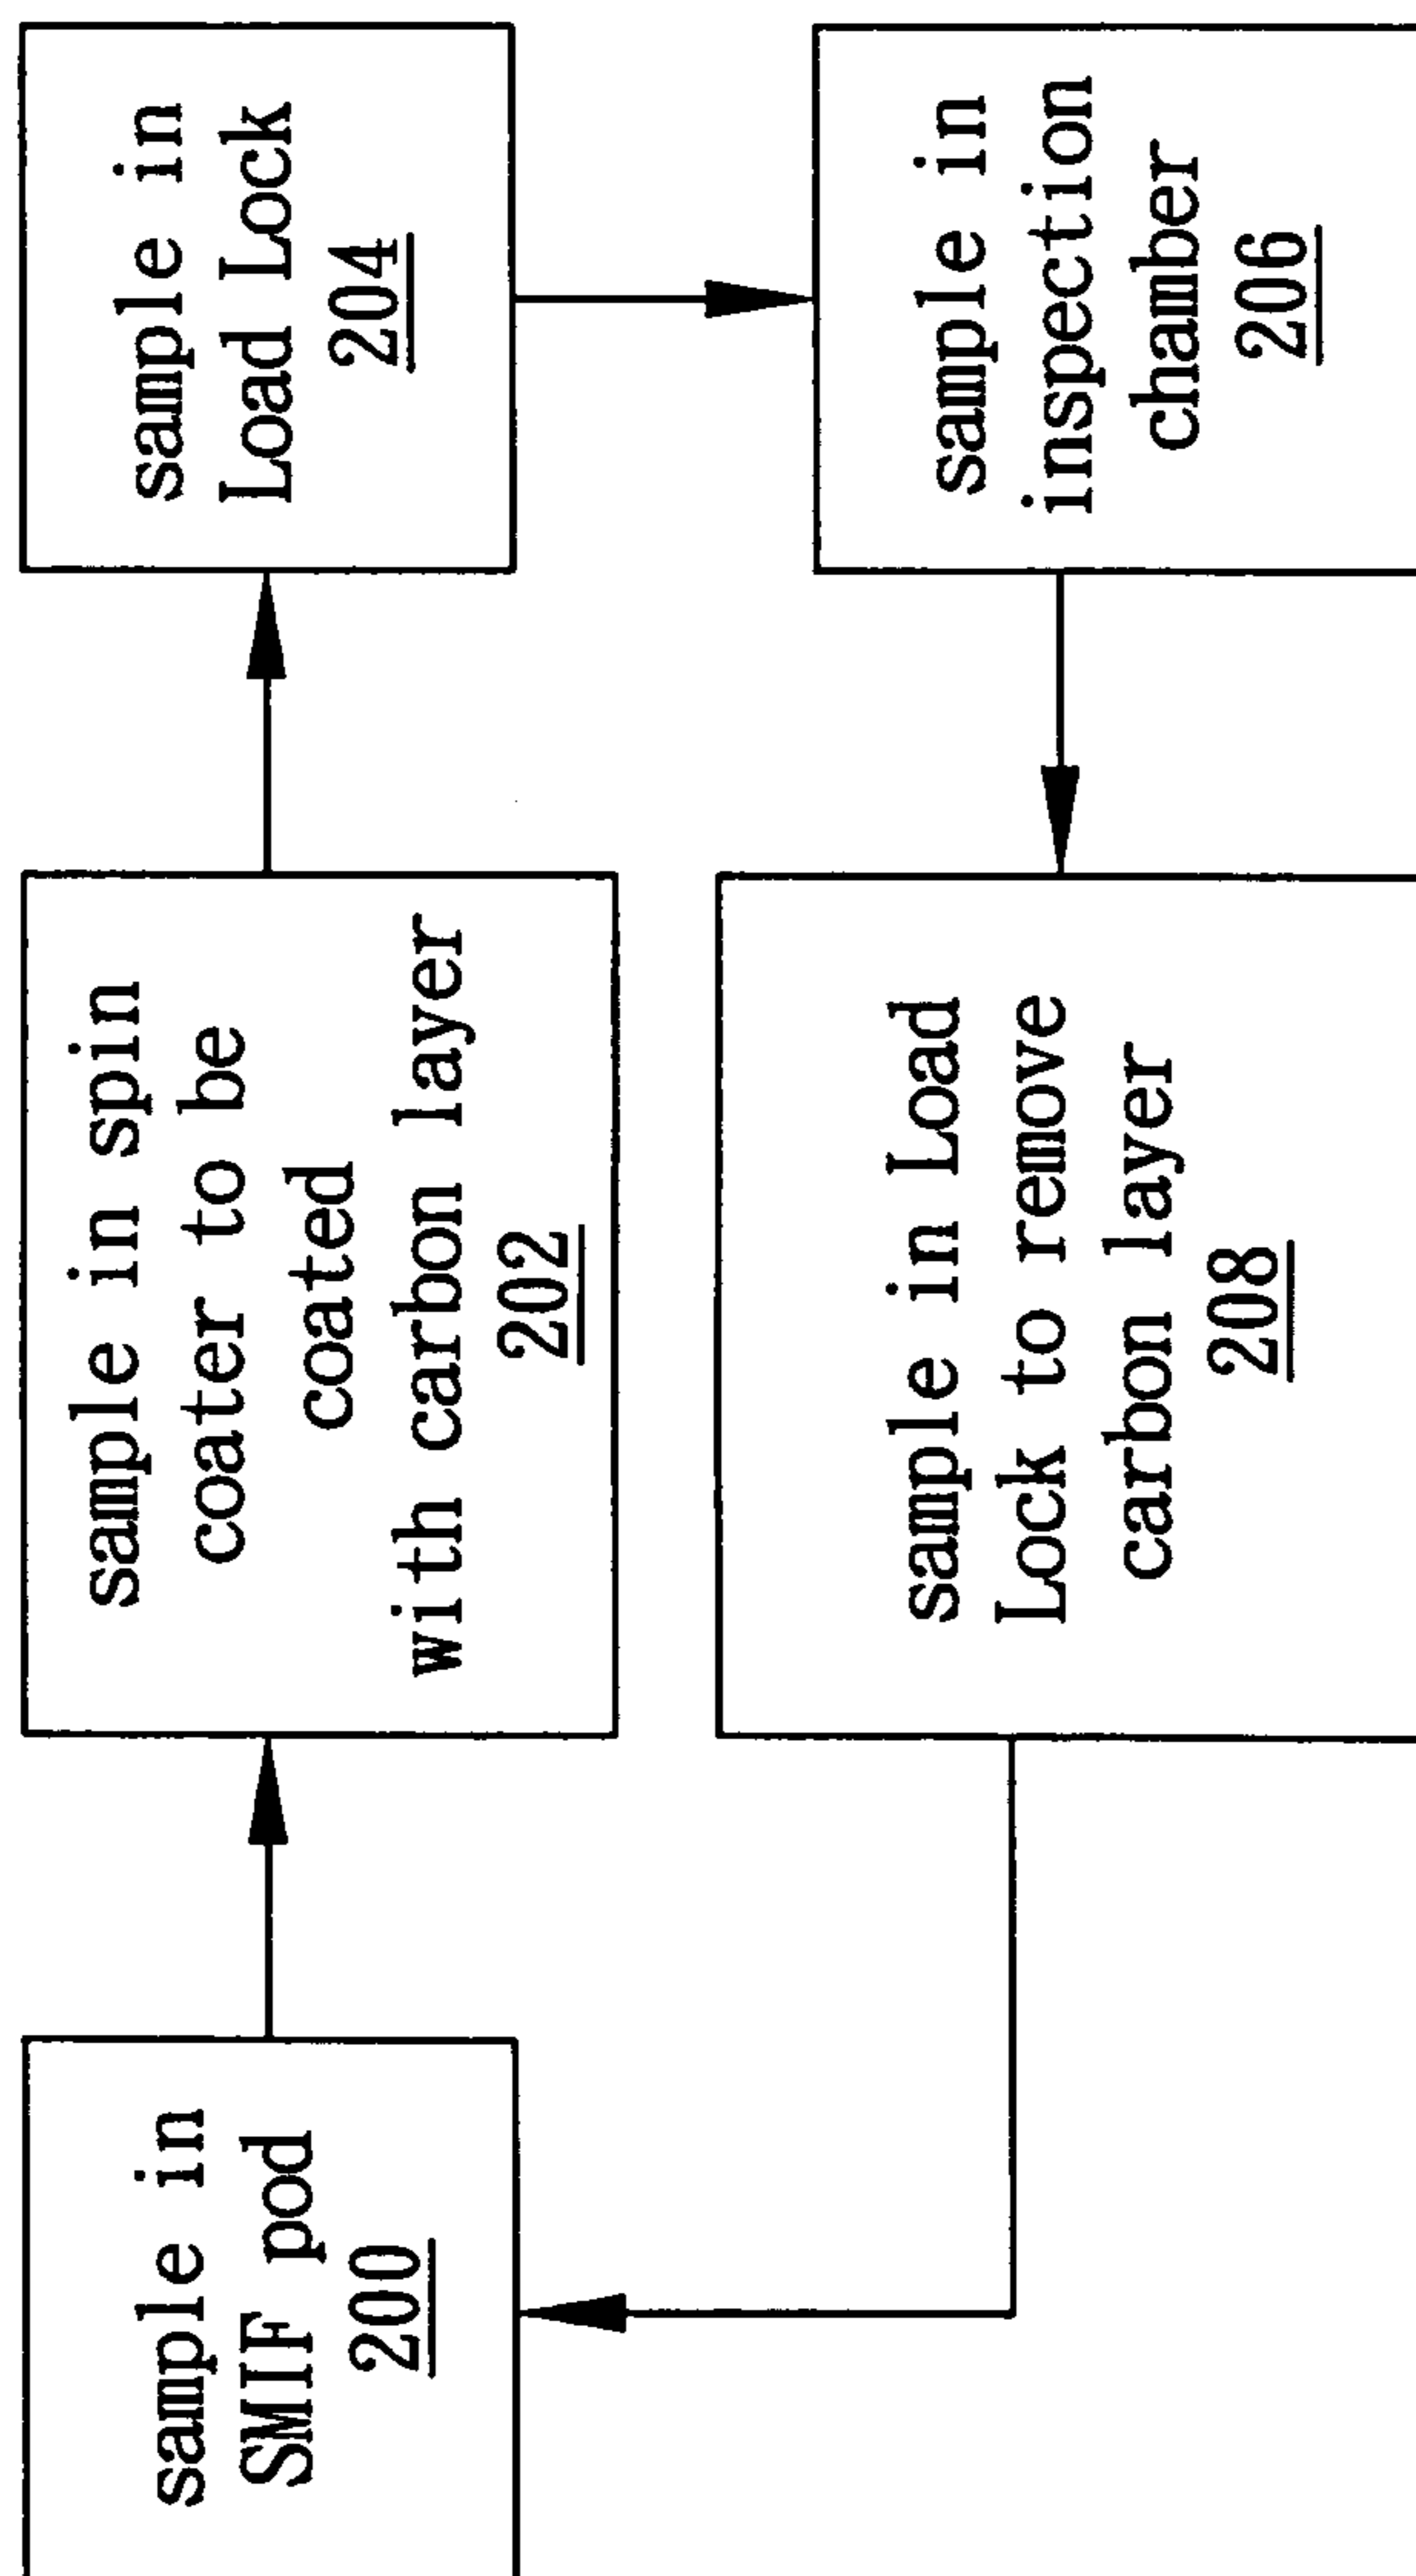 sample in
SMIF pod
200
sample in spin
coater to be
coated
with carbon layer
202
sample in
Load Lock
204
sample in
inspection
chamber
206
sample in Load
Lock to remove
carbon layer
208